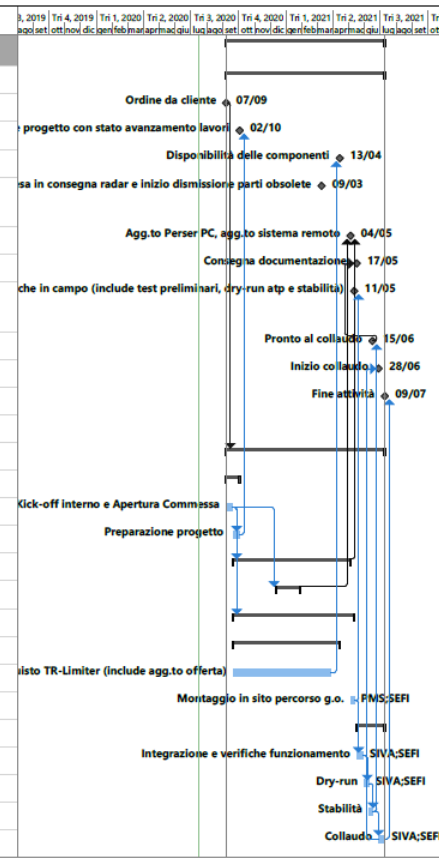 3, 2019 Tri 4, 2019 Tri 1, 2020 Tri 2, 2020 Tri 3, 2020 Tri 4, 2020 Tri 1, 2021 Tri 2, 2021 Tri 3, 2021 Tri
ago set ott nov dic gen feb mar apr mag giu lug ago set ott nov dic gen feb mar apr mag giu lug ago set ott
Ordine da cliente 07/09
e progetto con stato avanzamento lavori 02/10
Disponibilità delle componenti 13/04
sa in consegna radar e inizio dismissione parti obsolete 09/03
Agg.to Perser PC, agg.to sistema remoto 04/05
Consegna documentazione 17/05
che in campo (include test preliminari, dry-run atp e stabilità) 11/05
Pronto al collaudo 15/06
Inizio collaudo 28/06
Fine attività 09/07
Kick-off interno e Apertura Commessa
Preparazione progetto
uisto TR-Limiter (include agg.to offerta)
Montaggio in sito percorso g.o. PMS;SEFI
Integrazione e verifiche funzionamento SIVA;SEFI
Dry-run SIVA;SEFI
Stabilità
Collaudo SIVA;SEFI